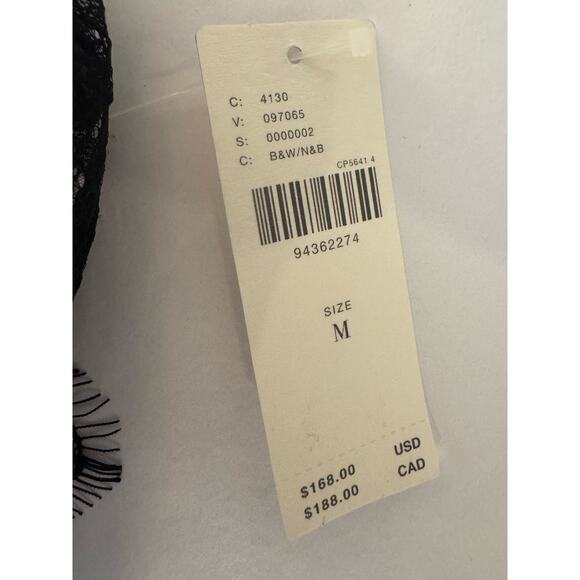 C: 4130
V: 097065
S: 0000002
C: B&W/N&B
CP5641 4
94362274
SIZE
M
$168.00 USD
$188.00 CAD